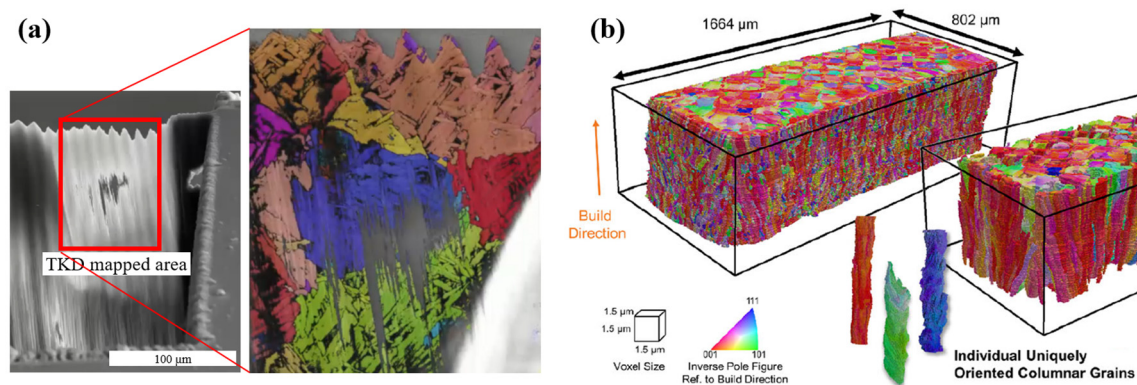 (a)
TKD mapped area
100 µm
(b)
1664 µm
802 µm
Build
Direction
1.5 µm
1.5 µm
1.5 µm
Voxel Size
111
001
101
Inverse Pole Figure
Ref. to Build Direction
Individual Uniquely
Oriented Columnar Grains